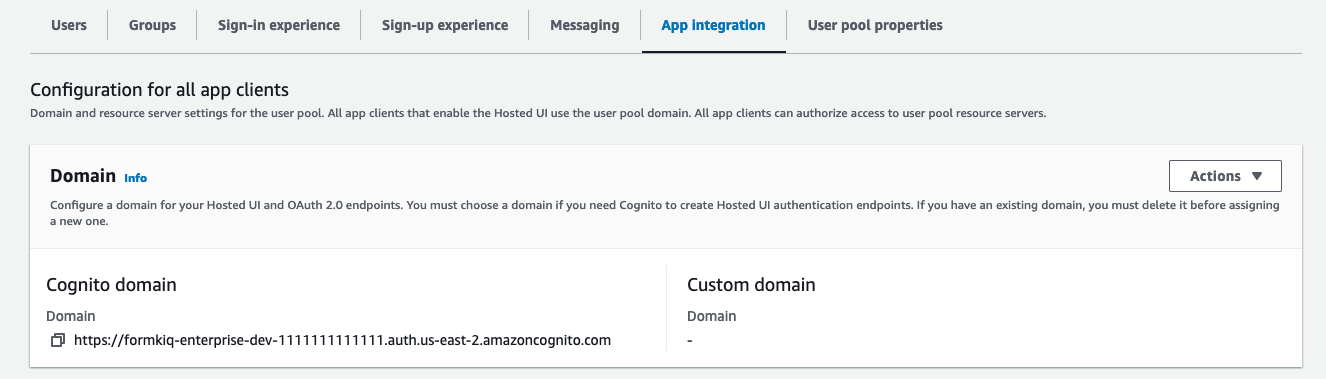 Users Groups Sign-in experience Sign-up experience Messaging App integration User pool properties
Configuration for all app clients
Domain and resource server settings for the user pool. All app clients that enable the Hosted UI use the user pool domain. All app clients can authorize access to user pool resource servers.
Domain Info
Actions
Configure a domain for your Hosted UI and OAuth 2.0 endpoints. You must choose a domain if you need Cognito to create Hosted UI authentication endpoints. If you have an existing domain, you must delete it before assigning
a new one.
Cognito domain
Domain
https://formkiq-enterprise-dev-1111111111111.auth.us-east-2.amazoncognito.com
Custom domain
Domain
-